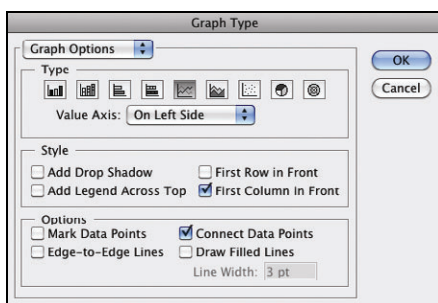 Graph Type
Graph Options
OK
Cancel
Type
Value Axis: On Left Side
Style
Add Drop Shadow
First Row in Front
Add Legend Across Top
First Column In Front
Options
Mark Data Points
Connect Data Points
Edge-to-Edge Lines
Draw Filled Lines
Line Width: 3 pt